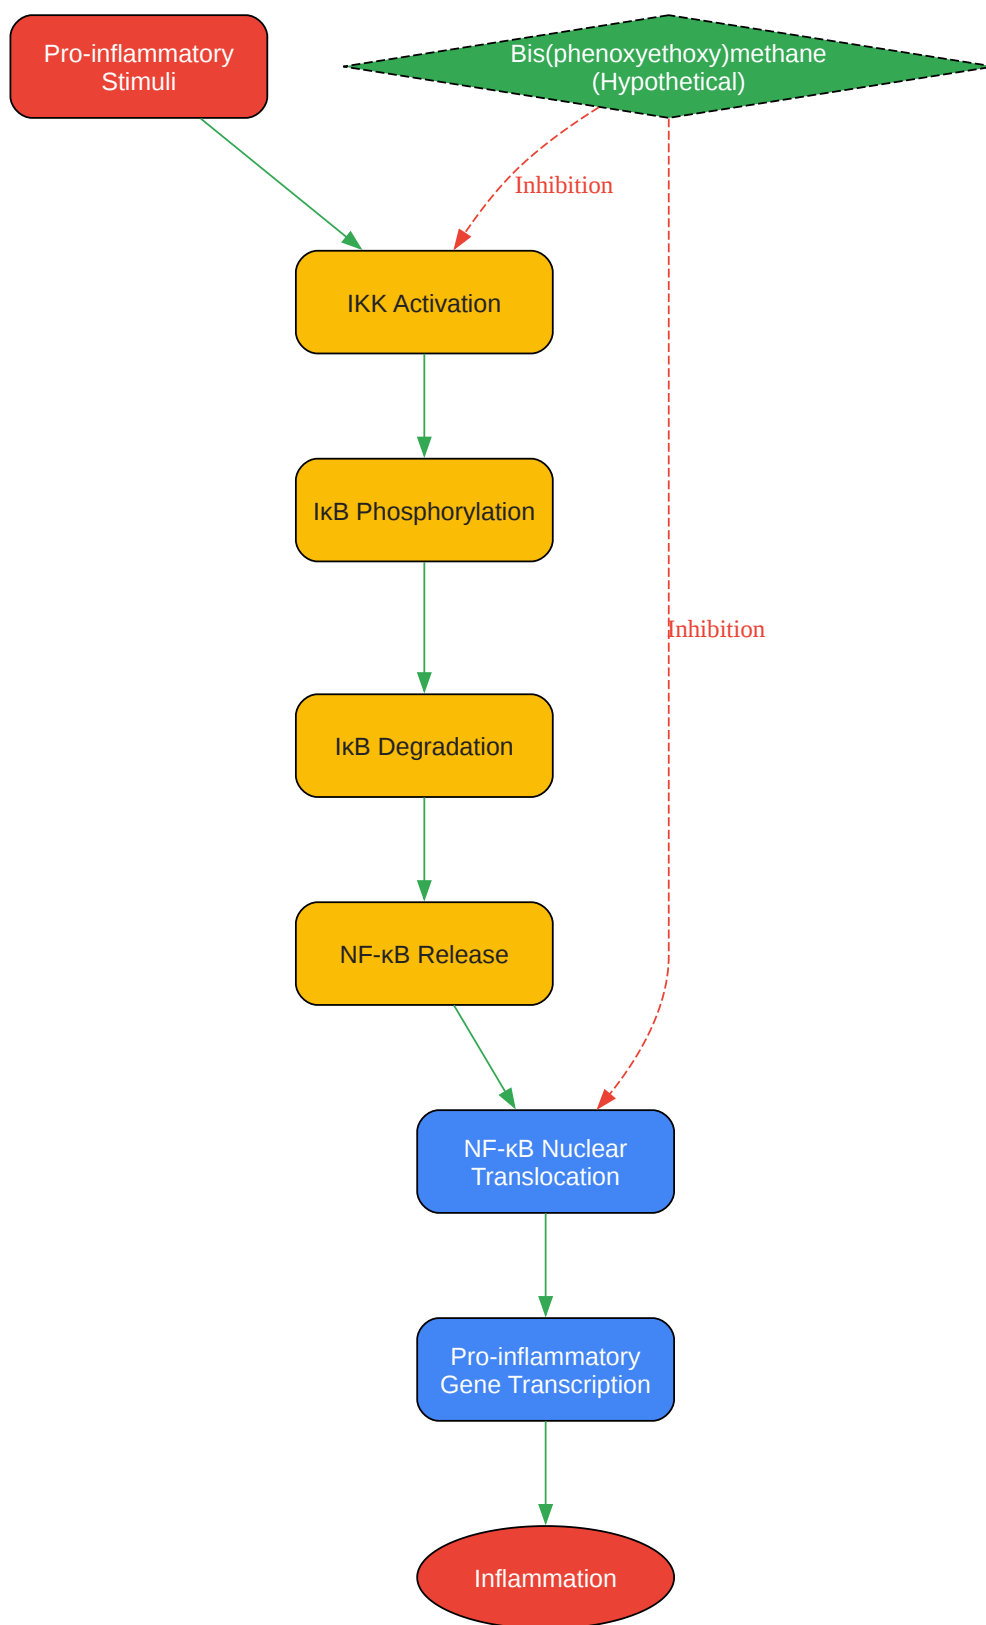 Pro-inflammatory
Stimuli
Bis(phenoxyethoxy)methane
(Hypothetical)
Inhibition
IKK Activation
IκB Phosphorylation
Inhibition
IκB Degradation
NF-κB Release
NF-κB Nuclear
Translocation
Pro-inflammatory
Gene Transcription
Inflammation